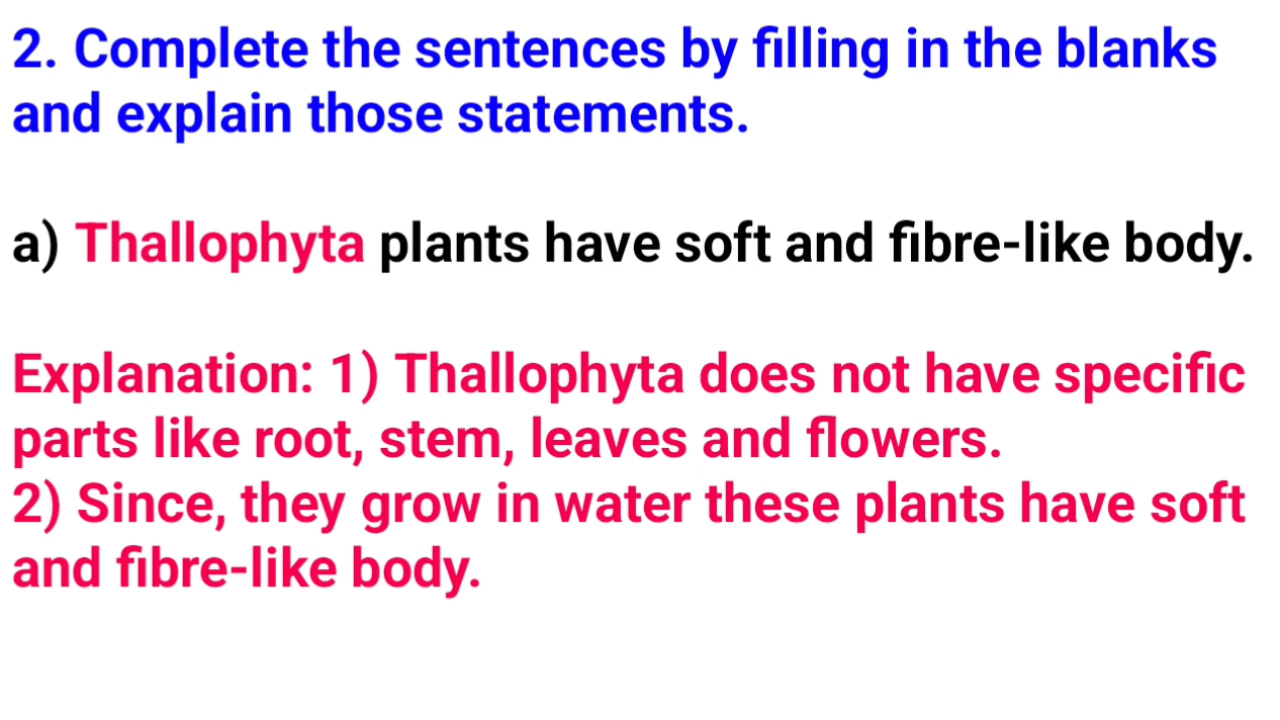 2. Complete the sentences by filling in the blanks
and explain those statements.
a) Thallophyta plants have soft and fibre-like body.
Explanation: 1) Thallophyta does not have specific
parts like root, stem, leaves and flowers.
2) Since, they grow in water these plants have soft
and fibre-like body.